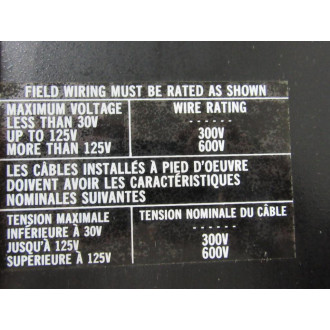 FIELD WIRING MUST BE RATED AS SHOWN
MAXIMUM VOLTAGE WIRE RATING
LESS THAN 30V ------
UP TO 125V 300V
MORE THAN 125V 600V
LES CÂBLES INSTALLÉS À PIED D'OEUVRE
DOIVENT AVOIR LES CARACTÉRISTIQUES
NOMINALES SUIVANTES
TENSION MAXIMALE TENSION NOMINALE DU CÂBLE
INFÉRIEURE À 30V ------
JUSQU'À 125V 300V
SUPÉRIEURE À 125V 600V